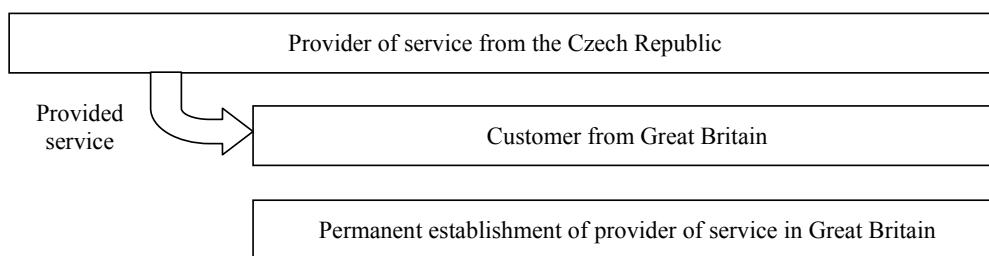 Provider of service from the Czech Republic
Provided
service
Customer from Great Britain
Permanent establishment of provider of service in Great Britain